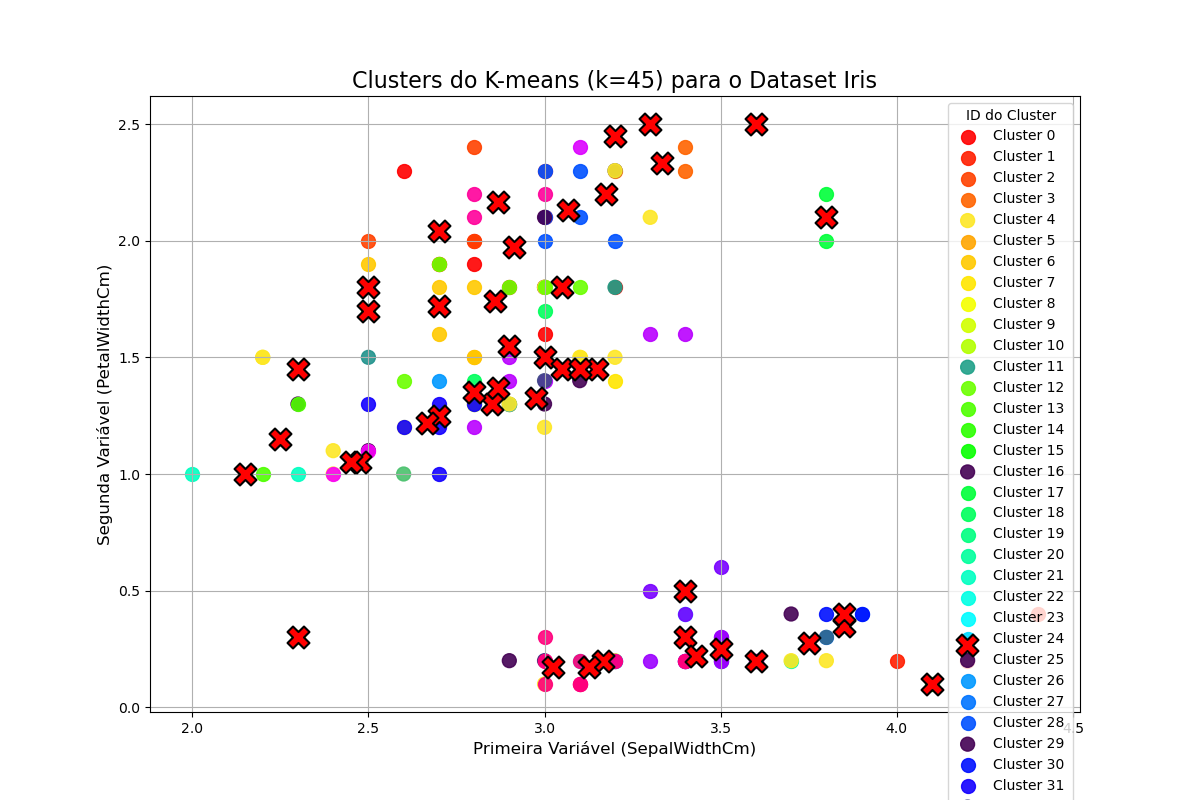 Clusters do K-means (k=45) para o Dataset Iris
ID do Cluster
Cluster 0
Cluster 1
Cluster 2
Cluster 3
Cluster 4
Cluster 5
Cluster 6
Cluster 7
Cluster 8
Cluster 9
Cluster 10
Cluster 11
Cluster 12
Cluster 13
Cluster 14
Cluster 15
Cluster 16
Cluster 17
Cluster 18
Cluster 19
Cluster 20
Cluster 21
Cluster 22
Cluster 23
Cluster 24
Cluster 25
Cluster 26
Cluster 27
Cluster 28
Cluster 29
Cluster 30
Cluster 31
Segunda Variável (PetalWidthCm)
2.5
2.0
1.5
1.0
0.5
0.0
2.0 2.5 3.0 3.5 4.0 4.5
Primeira Variável (SepalWidthCm)